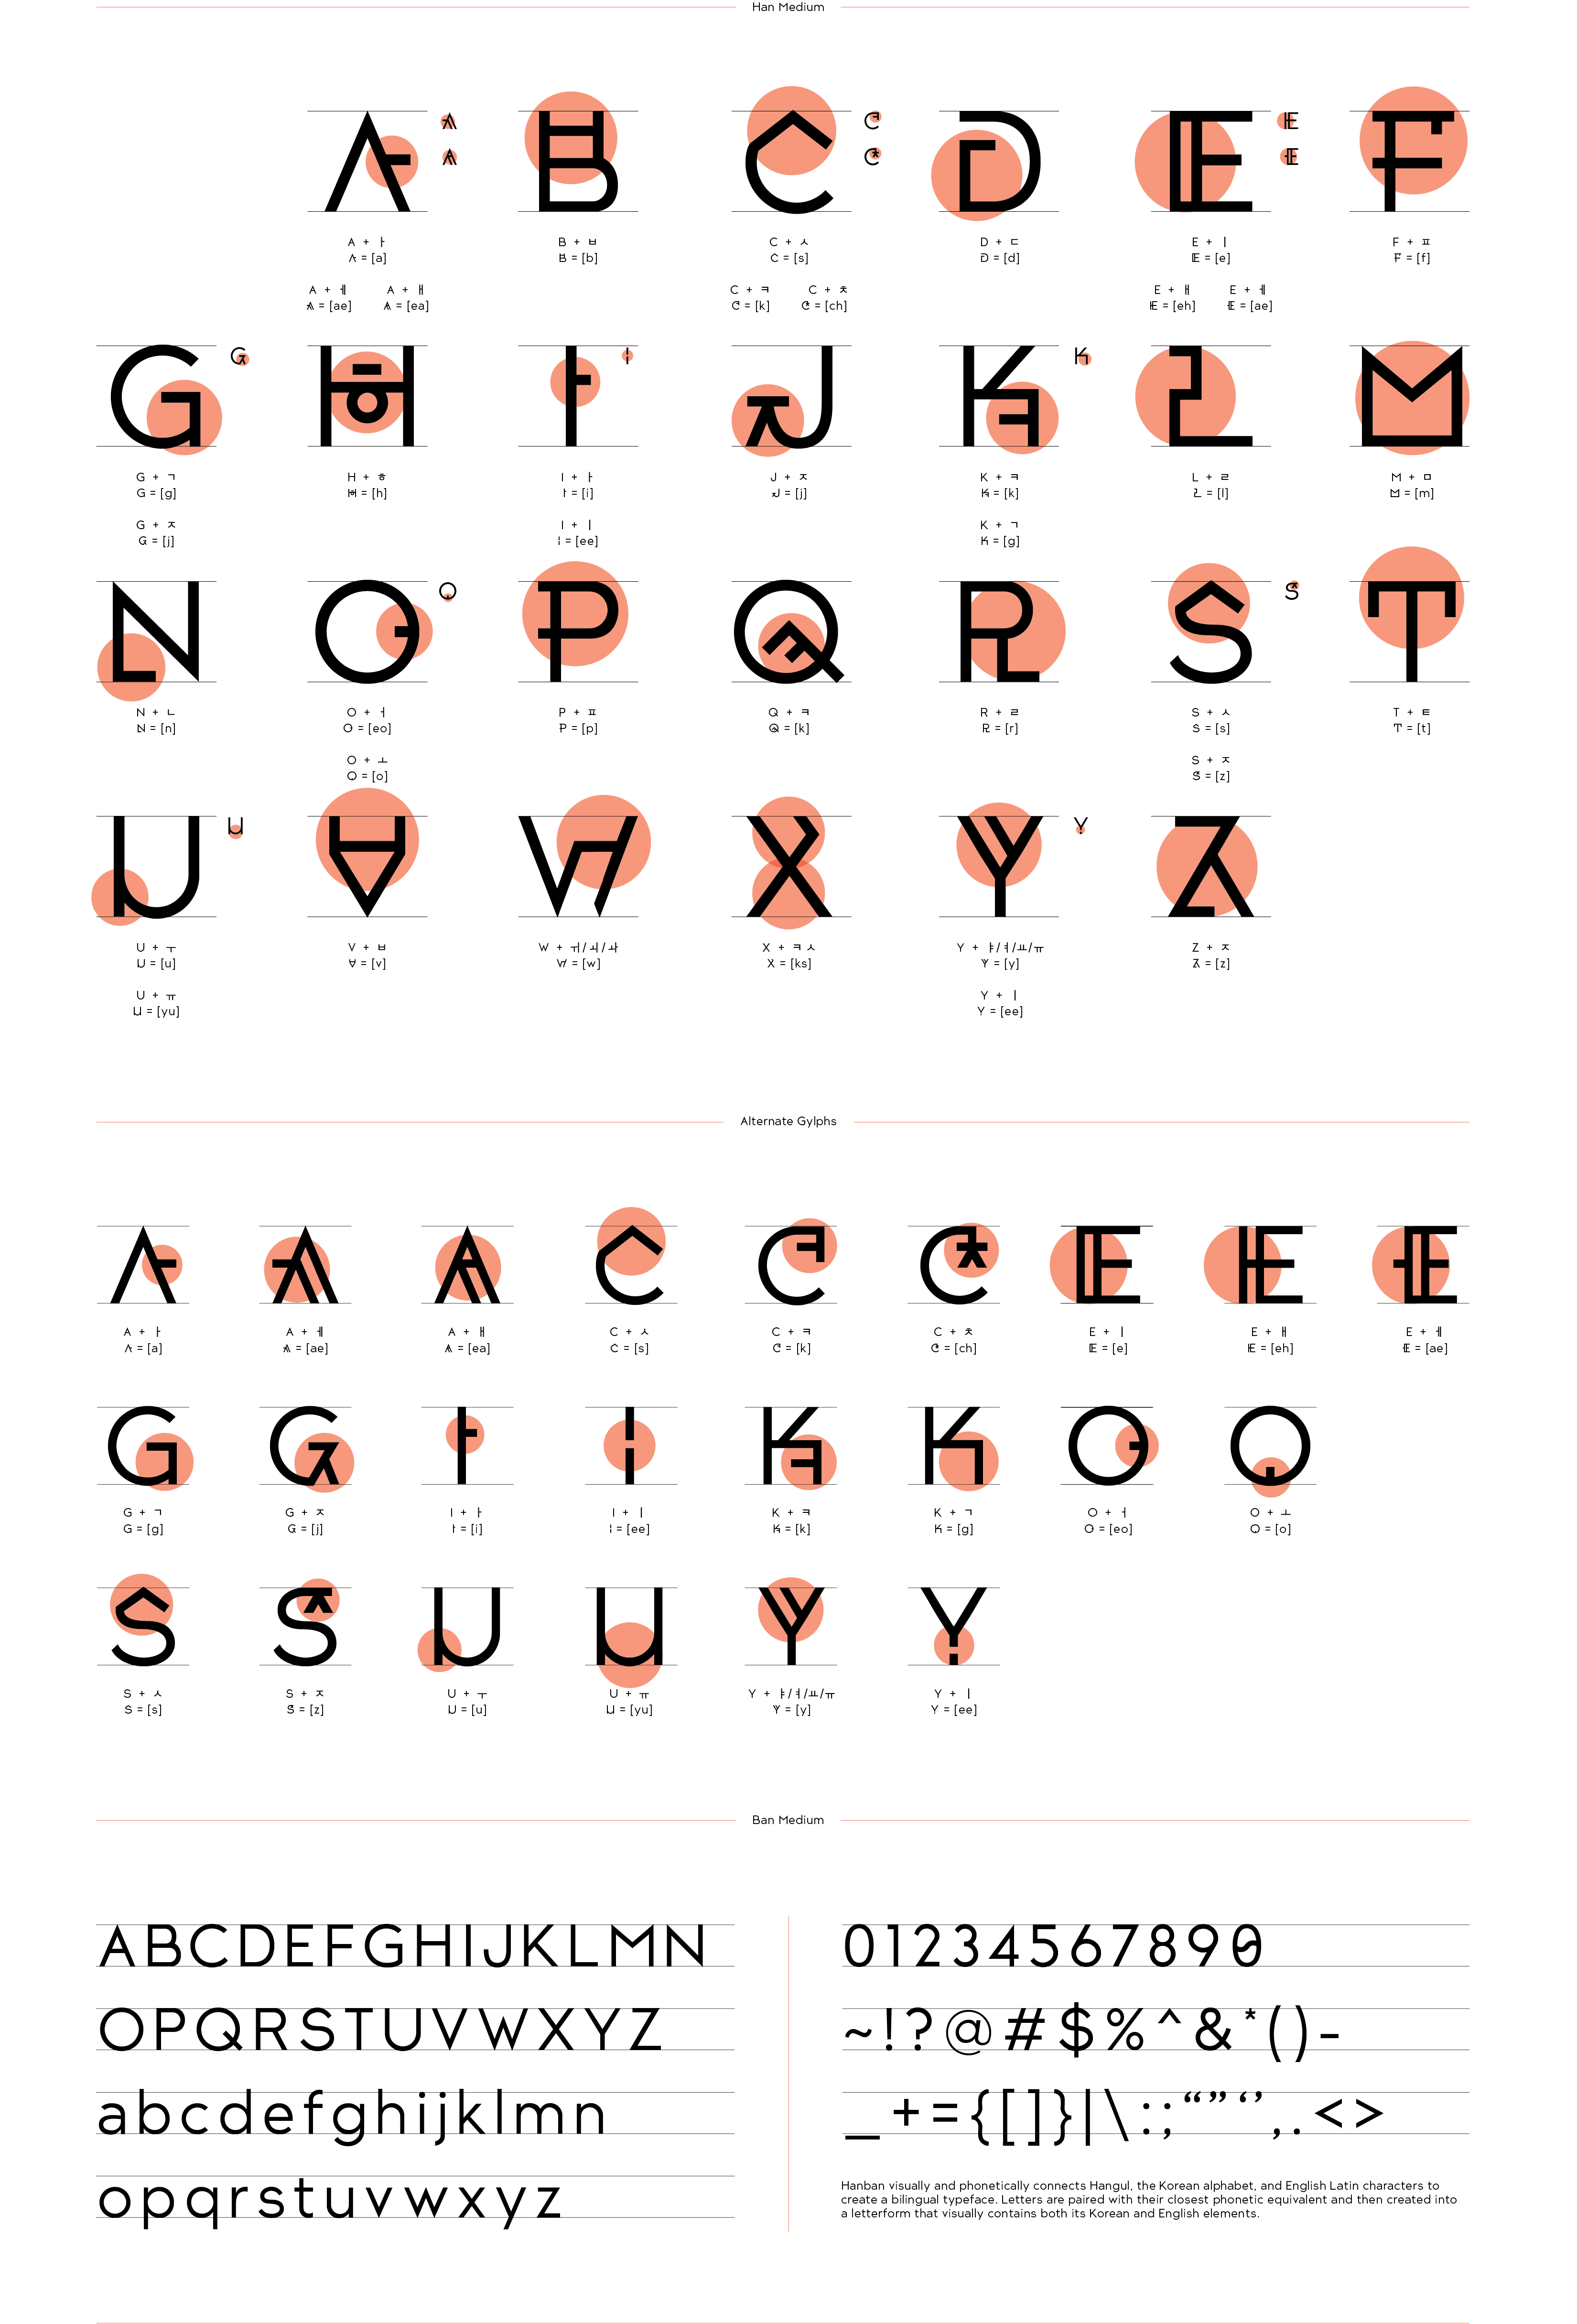 Han Medium
A + ㅏ
A = [a]
A + ㅔ
A = [ae]
A + ㅐ
A = [ea]
B + ㅂ
B = [b]
C + ㅅ
C = [s]
C + ㅋ
C = [k]
C + ㅊ
C = [ch]
D + ㄷ
D = [d]
E + ㅣ
E = [e]
E + ㅐ
E = [eh]
E + ㅔ
E = [ae]
F + ㅍ
F = [f]
G + ㄱ
G = [g]
G + ㅈ
G = [j]
H + ㅎ
H = [h]
I + ㅏ
I = [i]
I + ㅣ
I = [ee]
J + ㅈ
J = [j]
K + ㅋ
K = [k]
K + ㄱ
K = [g]
L + ㄹ
L = [l]
M + ㅁ
M = [m]
N + ㄴ
N = [n]
O + ㅓ
O = [eo]
O + ㅗ
O = [o]
P + ㅍ
P = [p]
Q + ㅋ
Q = [k]
R + ㄹ
R = [r]
S + ㅅ
S = [s]
S + ㅈ
S = [z]
T + ㅌ
T = [t]
U + ㅜ
U = [u]
U + ㅠ
U = [yu]
V + ㅂ
V = [v]
W + ㅟ/ㅚ/ㅘ
W = [w]
X + ㅋㅅ
X = [ks]
Y + ㅑ/ㅕ/ㅛ/ㅠ
Y = [y]
Y + ㅣ
Y = [ee]
Z + ㅈ
Z = [z]
Alternate Gylphs
A + ㅏ
A = [a]
A + ㅔ
A = [ae]
A + ㅐ
A = [ea]
C + ㅅ
C = [s]
C + ㅋ
C = [k]
C + ㅊ
C = [ch]
E + ㅣ
E = [e]
E + ㅐ
E = [eh]
E + ㅔ
E = [ae]
G + ㄱ
G = [g]
G + ㅈ
G = [j]
I + ㅏ
I = [i]
I + ㅣ
I = [ee]
K + ㅋ
K = [k]
K + ㄱ
K = [g]
O + ㅓ
O = [eo]
O + ㅗ
O = [o]
S + ㅅ
S = [s]
S + ㅈ
S = [z]
U + ㅜ
U = [u]
U + ㅠ
U = [yu]
Y + ㅑ/ㅕ/ㅛ/ㅠ
Y = [y]
Y + ㅣ
Y = [ee]
Ban Medium
ABCDEFGHIJKLMN
OPQRSTUVWXYZ
abcdefghijklmn
opqrstuvwxyz
01234567890
~!?@#$%^&*()-
_+={[]}|\:;“”‘’,.<>
Hanban visually and phonetically connects Hangul, the Korean alphabet, and English Latin characters to
create a bilingual typeface. Letters are paired with their closest phonetic equivalent and then created into
a letterform that visually contains both its Korean and English elements.